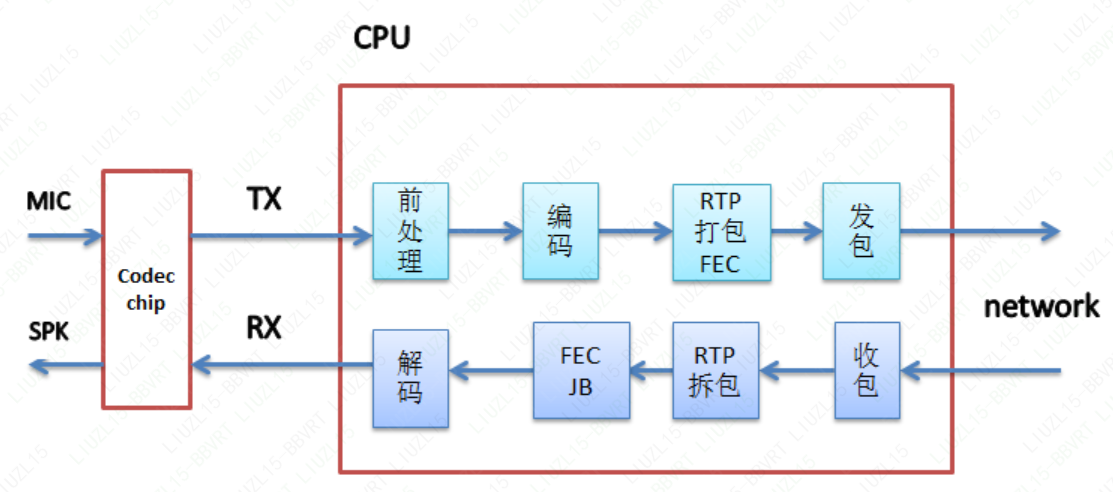 CPU
MIC
TX
前
处
理
编
码
RTP
打包
FEC
发
包
Codec
chip
network
SPK
RX
解
码
FEC
JB
RTP
拆包
收
包
LIUZL15-BBVRT